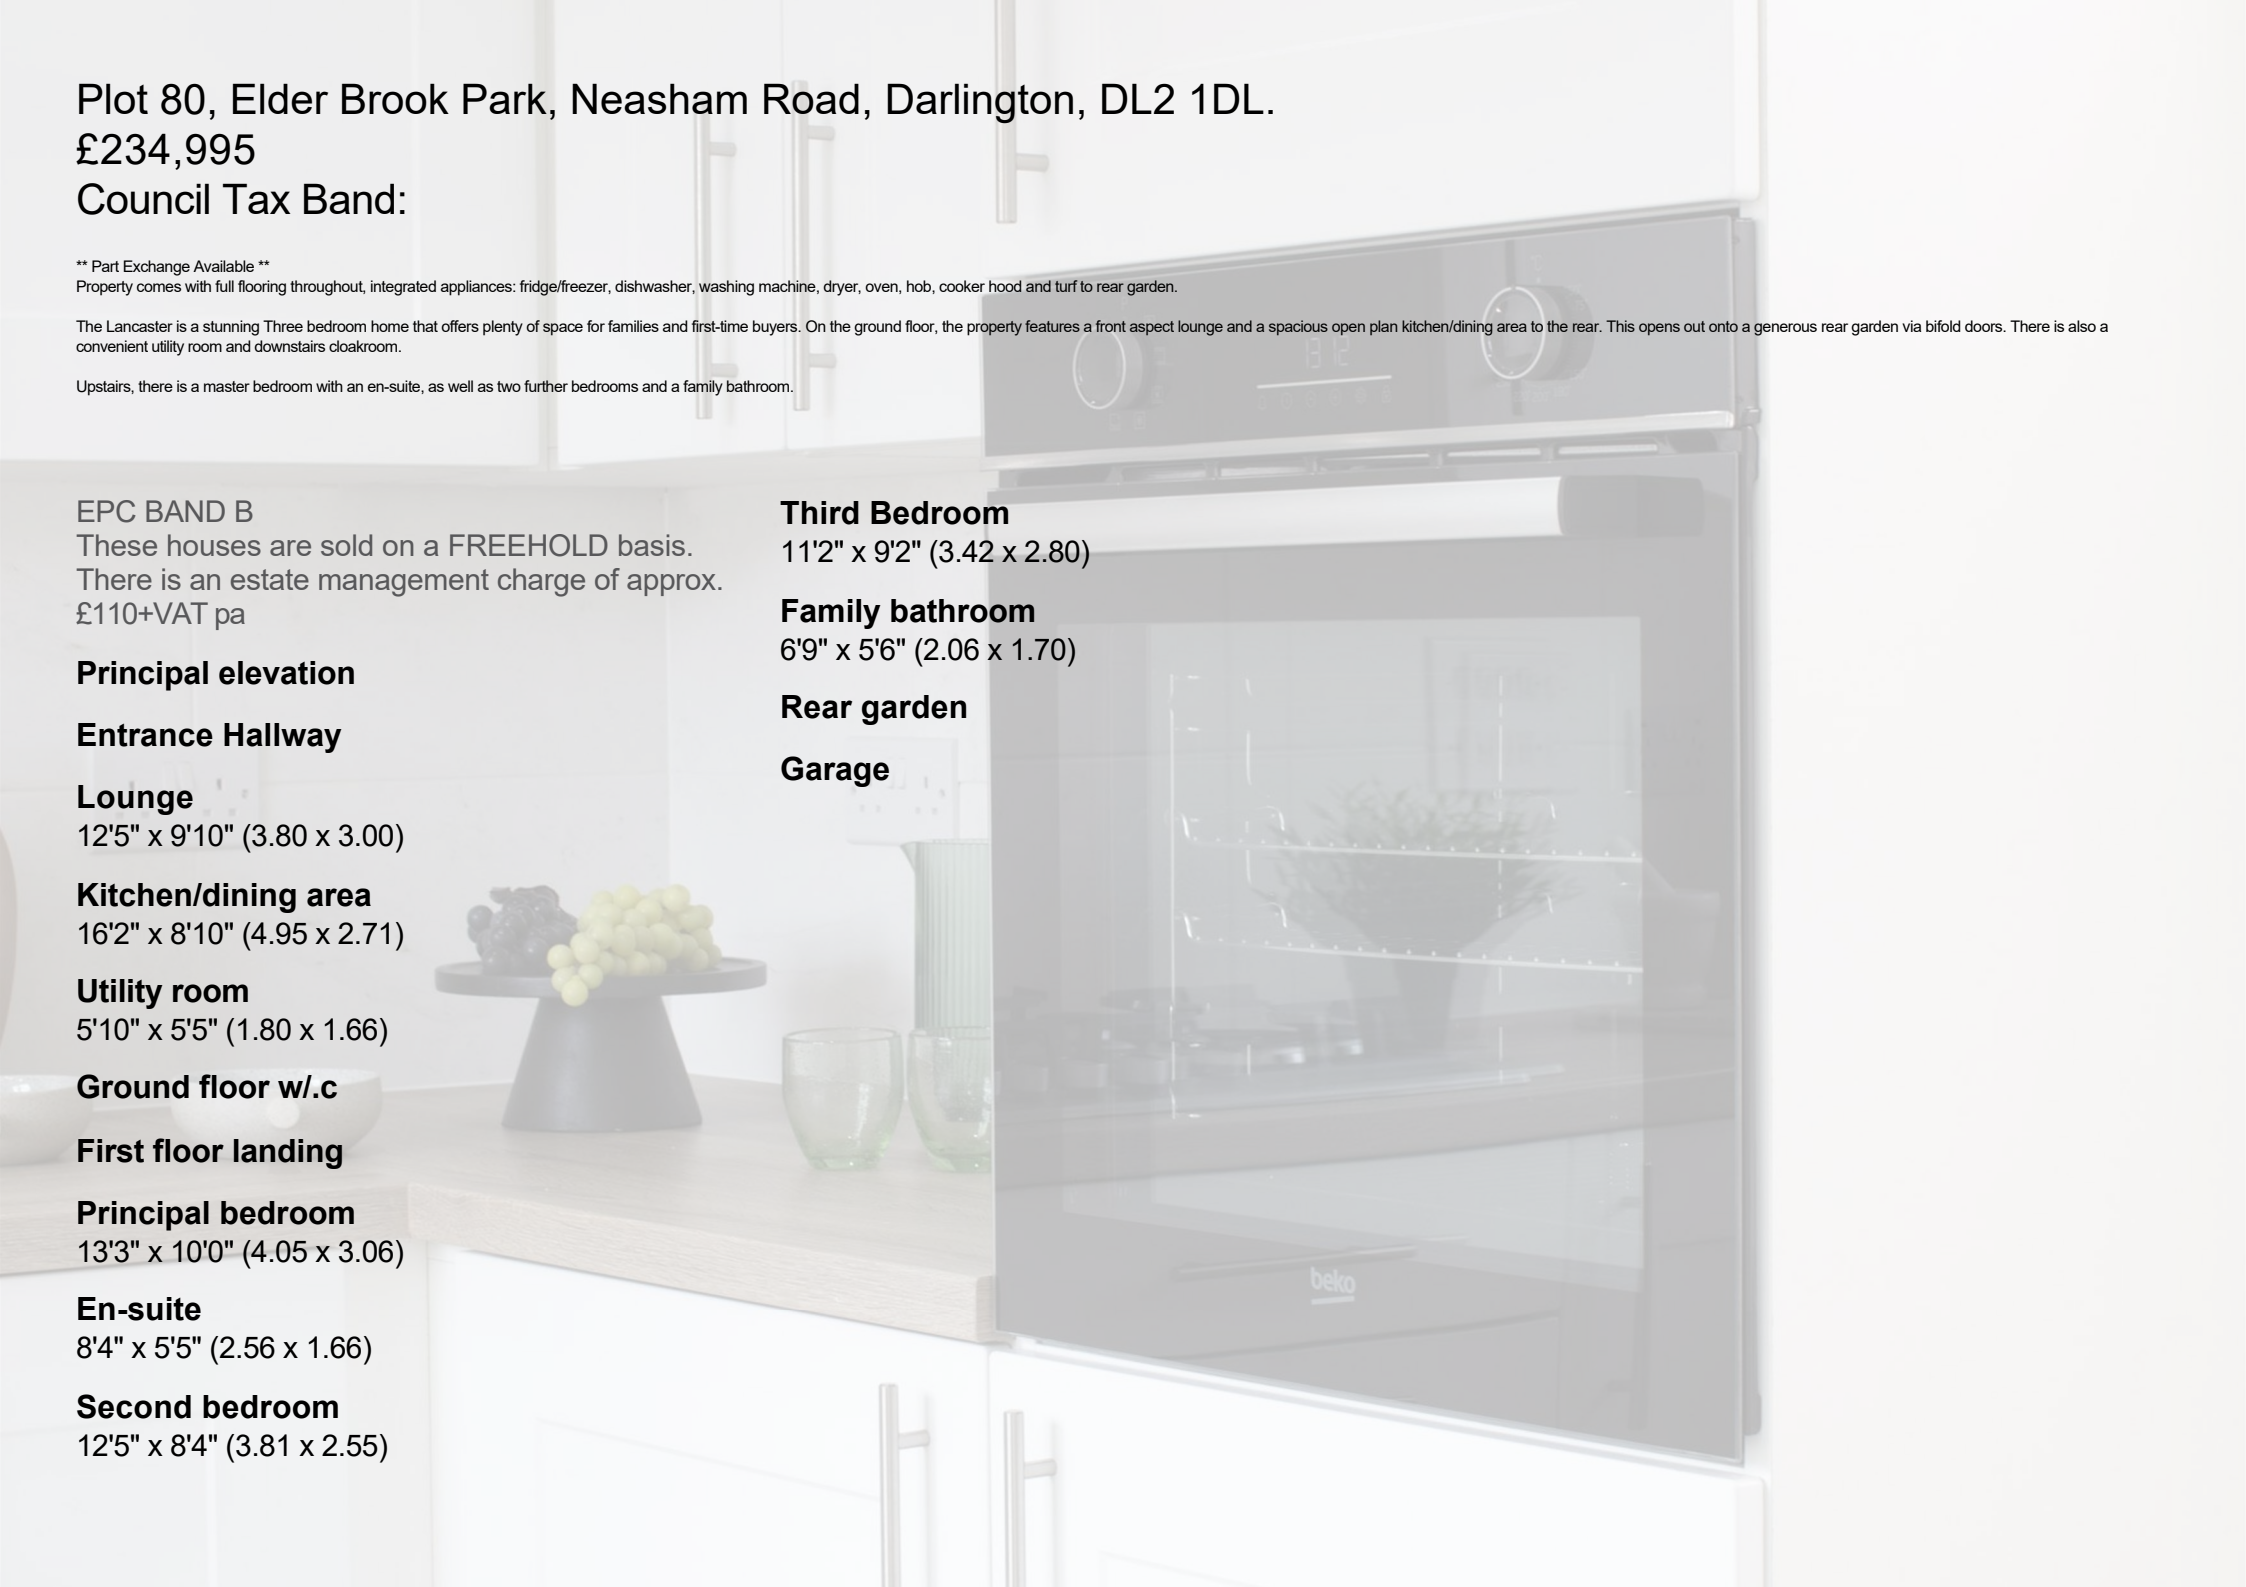 Plot 80, Elder Brook Park, Neasham Road, Darlington, DL2 1DL.
£234,995
Council Tax Band:
** Part Exchange Available **
Property comes with full flooring throughout, integrated appliances: fridge/freezer, dishwasher, washing machine, dryer, oven, hob, cooker hood and turf to rear garden.
The Lancaster is a stunning Three bedroom home that offers plenty of space for families and first-time buyers. On the ground floor, the property features a front aspect lounge and a spacious open plan kitchen/dining area to the rear. This opens out onto a generous rear garden via bifold doors. There is also a
convenient utility room and downstairs cloakroom.
Upstairs, there is a master bedroom with an en-suite, as well as two further bedrooms and a family bathroom.
EPC BAND B
These houses are sold on a FREEHOLD basis.
There is an estate management charge of approx.
£110+VAT pa
Principal elevation
Entrance Hallway
Lounge
12'5" x 9'10" (3.80 x 3.00)
Kitchen/dining area
16'2" x 8'10" (4.95 x 2.71)
Utility room
5'10" x 5'5" (1.80 x 1.66)
Ground floor w/.c
First floor landing
Principal bedroom
13'3" x 10'0" (4.05 x 3.06)
En-suite
8'4" x 5'5" (2.56 x 1.66)
Second bedroom
12'5" x 8'4" (3.81 x 2.55)
Third Bedroom
11'2" x 9'2" (3.42 x 2.80)
Family bathroom
6'9" x 5'6" (2.06 x 1.70)
Rear garden
Garage
beko